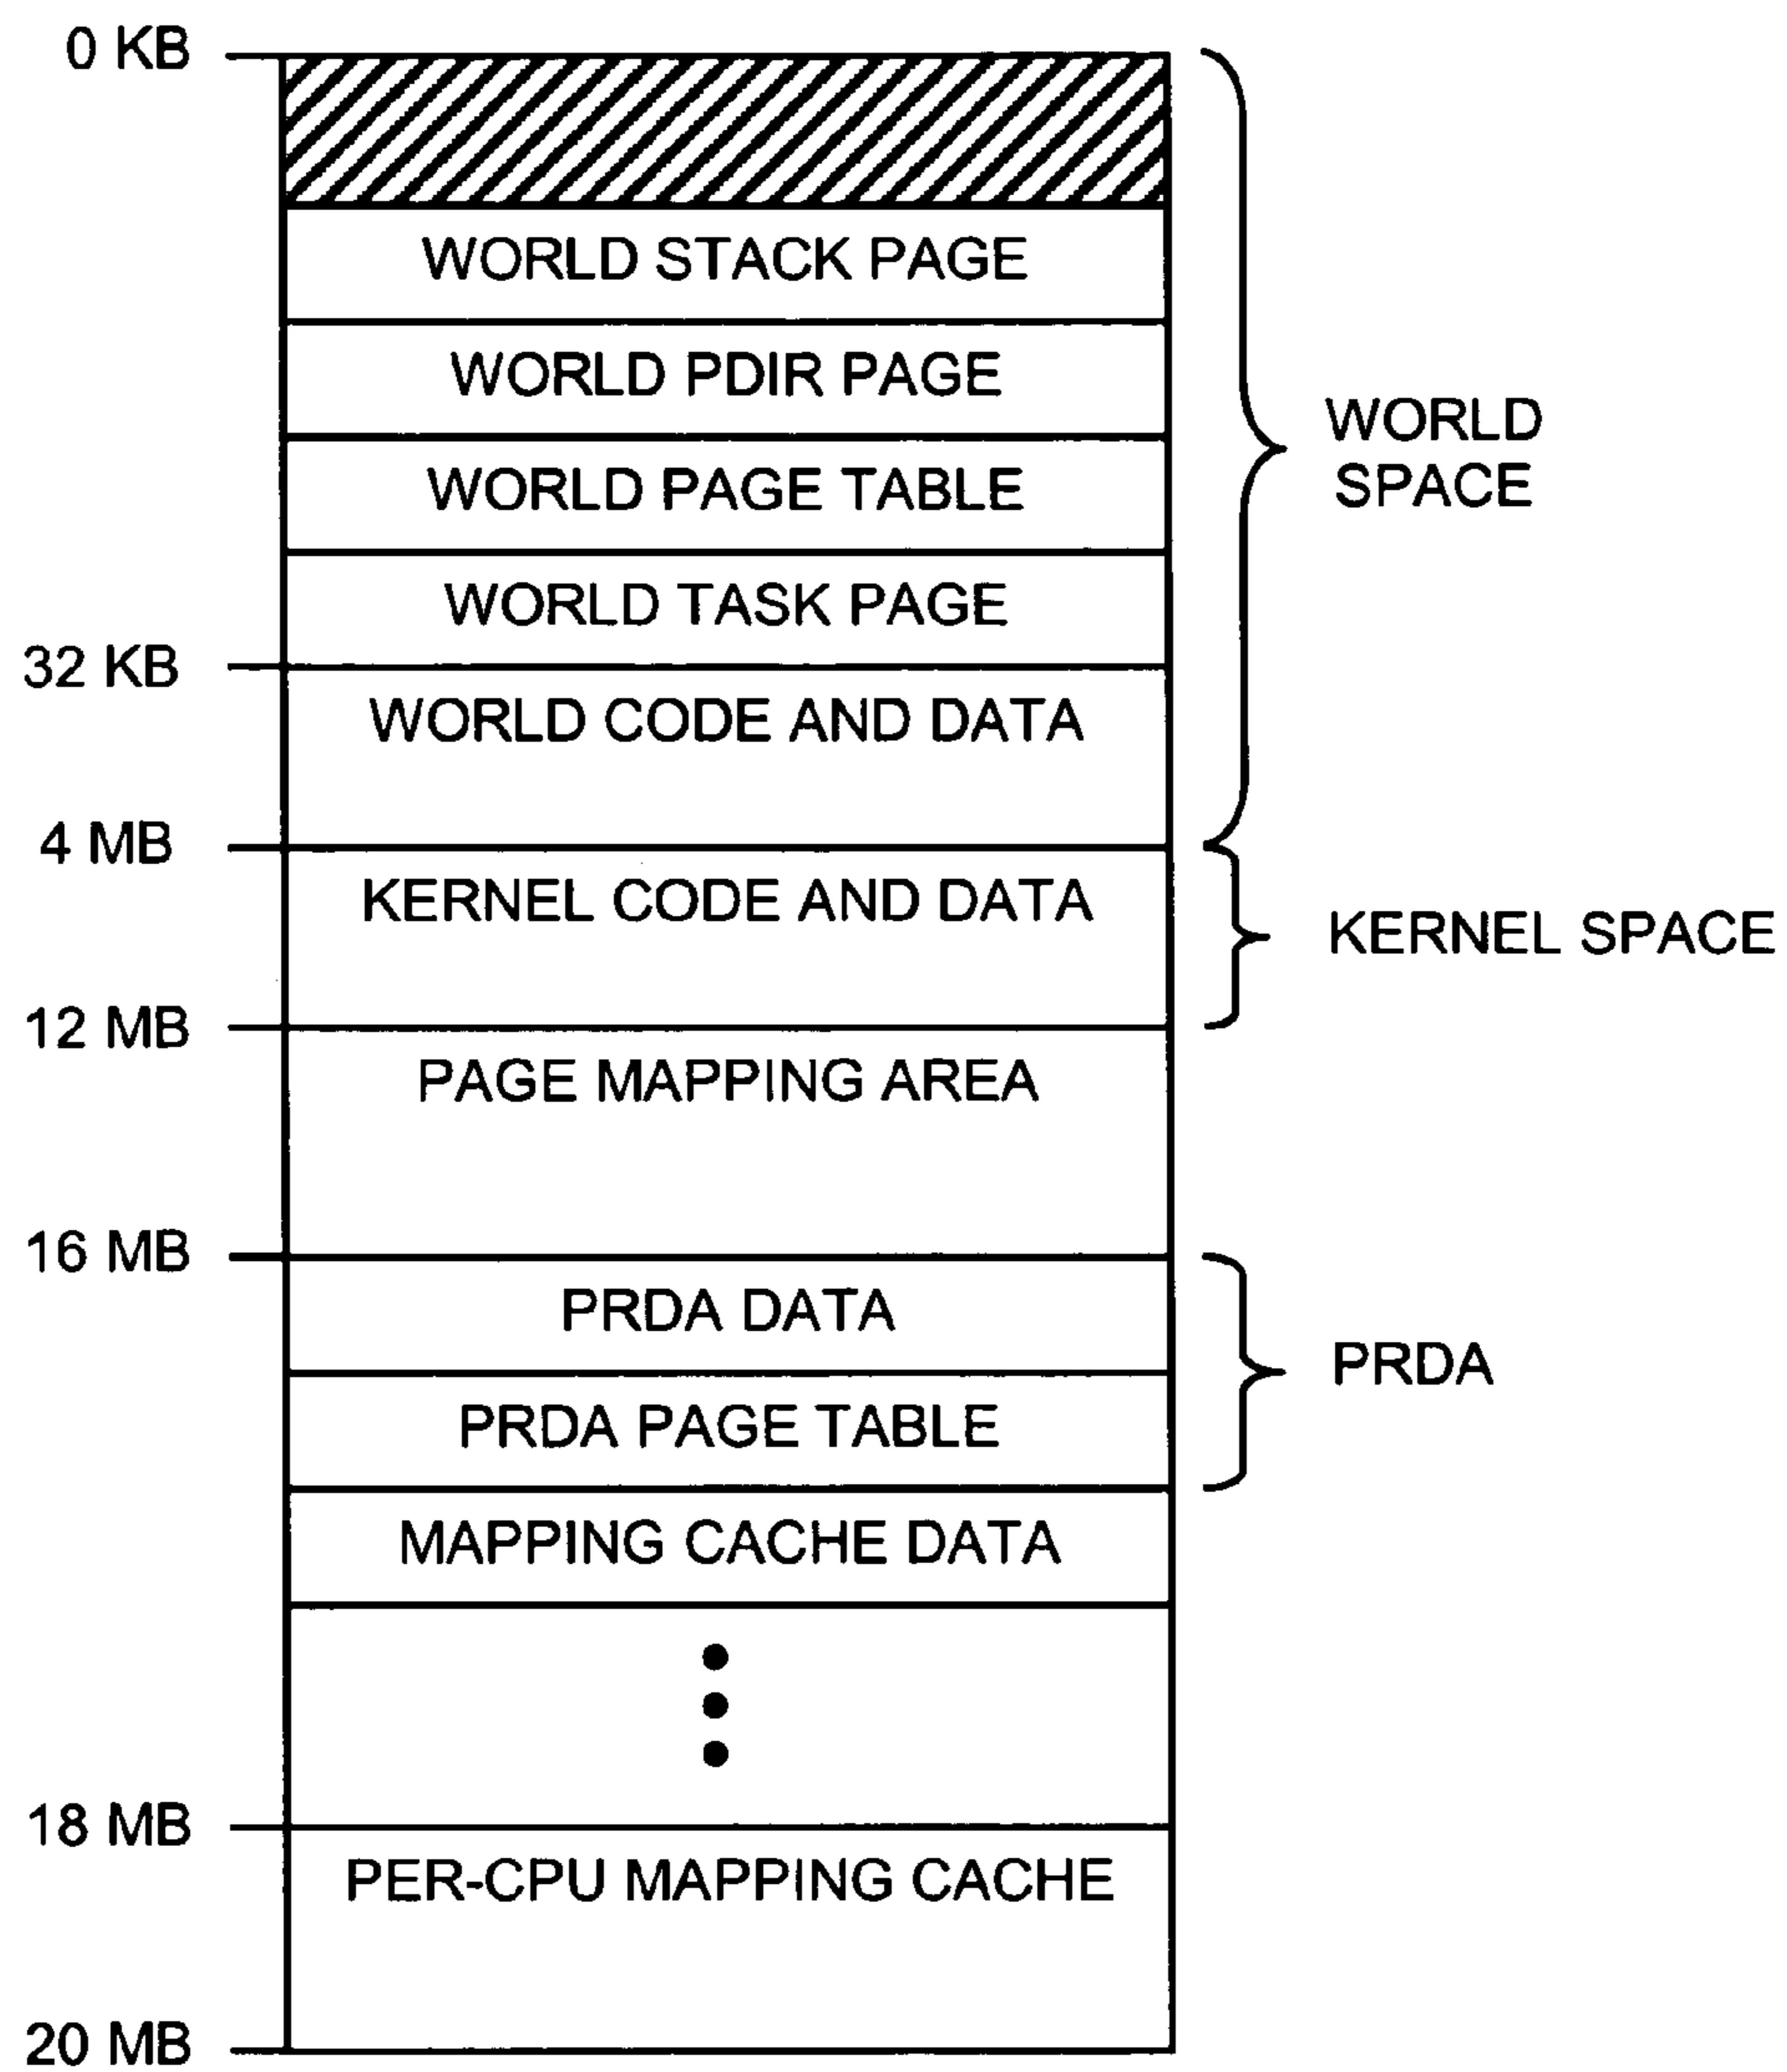 0 KB
WORLD STACK PAGE
WORLD PDIR PAGE
WORLD
SPACE
WORLD PAGE TABLE
WORLD TASK PAGE
32 KB
WORLD CODE AND DATA
4 MB
KERNEL CODE AND DATA
KERNEL SPACE
12 MB
PAGE MAPPING AREA
16 MB
PRDA DATA
PRDA
PRDA PAGE TABLE
MAPPING CACHE DATA
18 MB
PER-CPU MAPPING CACHE
20 MB